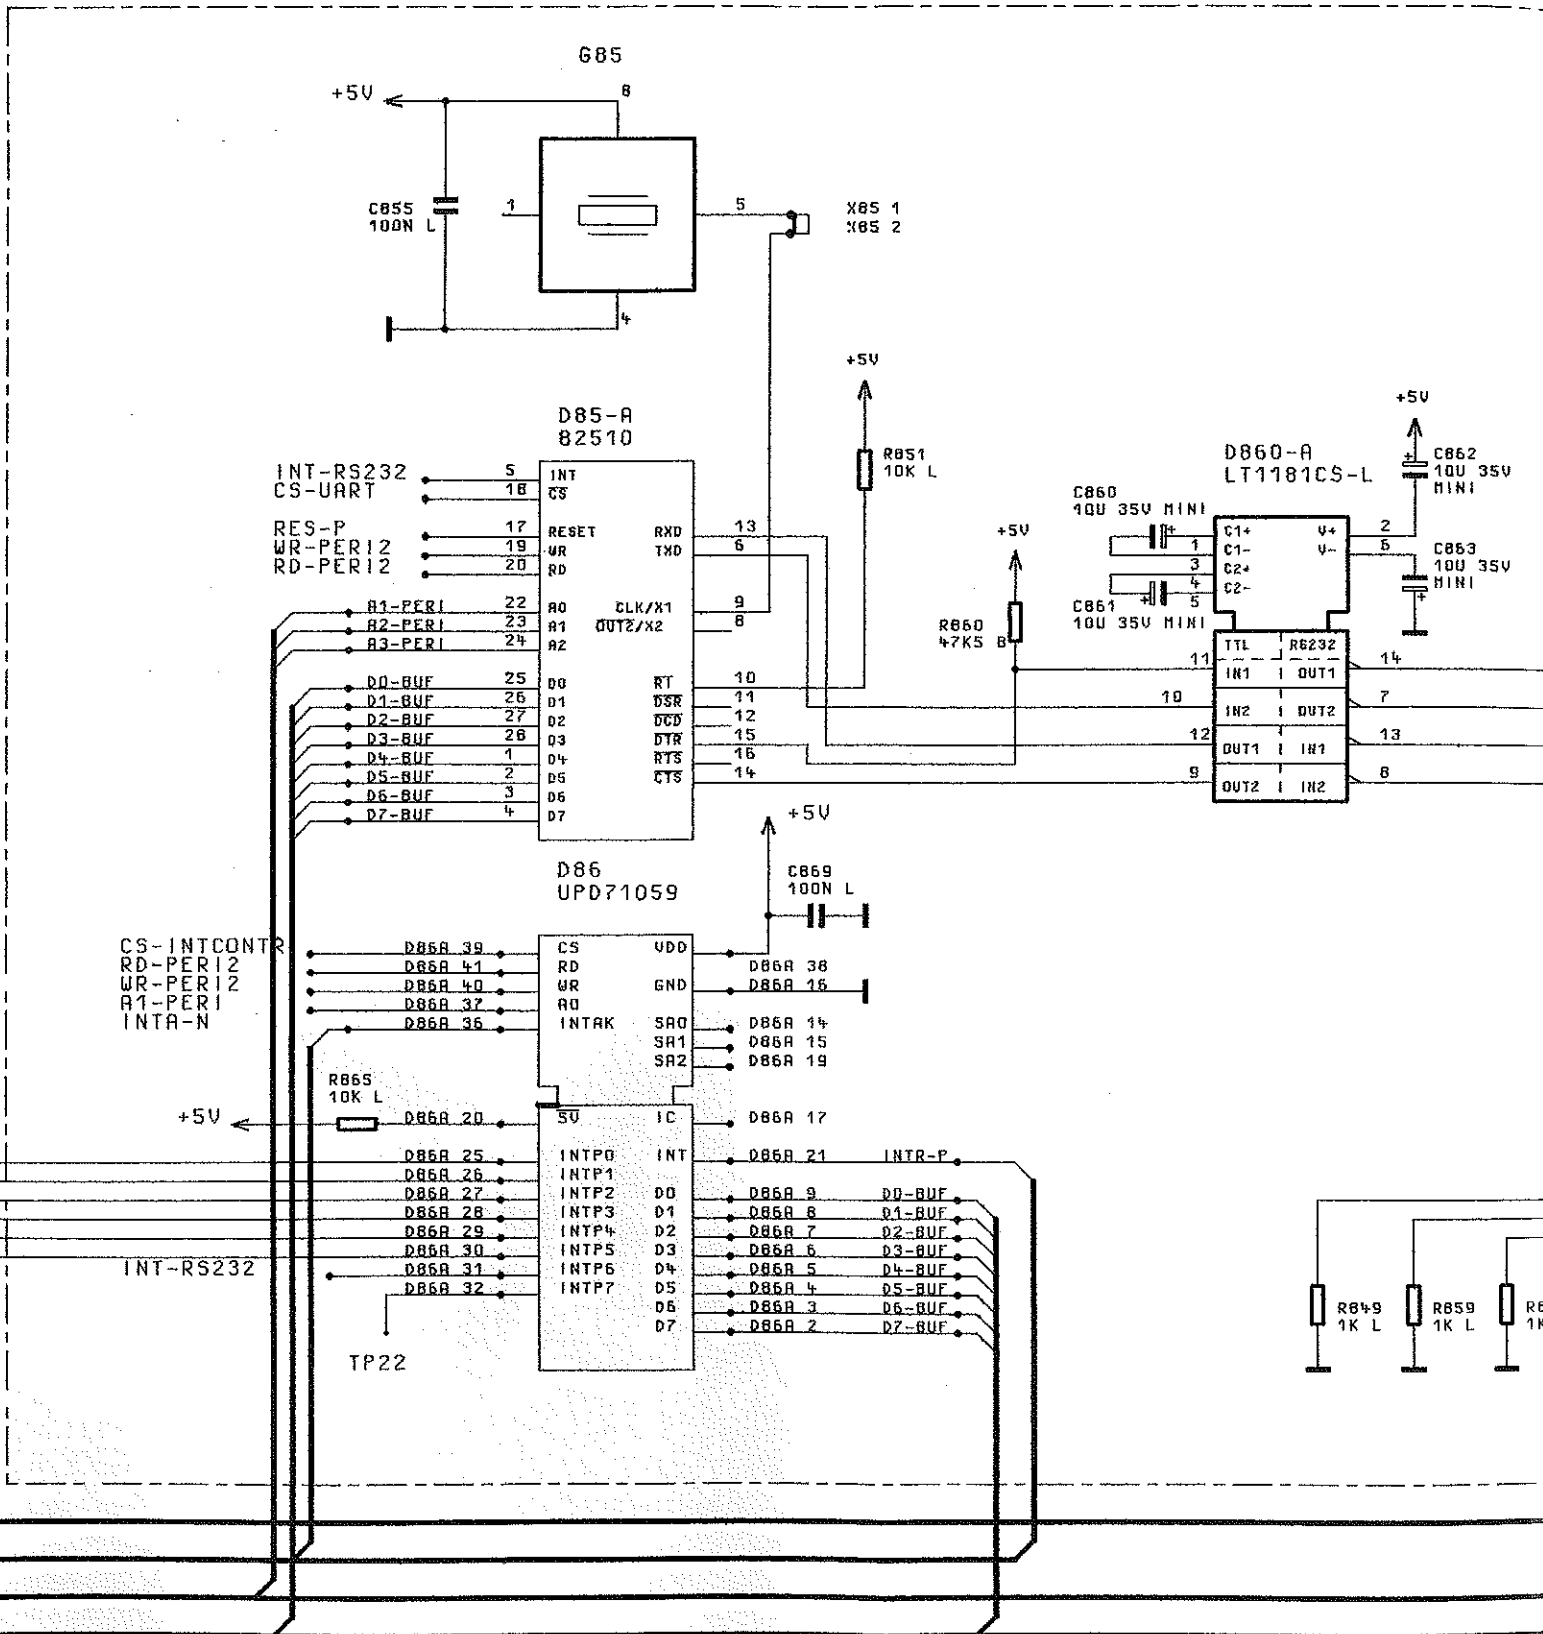 G85
+5V
8
C855
100N L
1
5
X85 1
X85 2
4
+5V
+5V
D85-A
82510
R851
10K L
D860-A
LT1181CS-L
C862
10U 35V
MINI
INT-RS232
CS-UART
5
18
INT
CS
C860
10U 35V MINI
RES-P
WR-PERI2
RD-PERI2
17
19
20
RESET
WR
RD
RXD
TXD
13
6
+5V
1
3
4
5
C1+
C1-
C2+
C2-
V+
V-
2
6
C863
10U 35V
MINI
A1-PERI 22 A0
A2-PERI 23 A1
A3-PERI 24 A2
CLK/X1 9
OUT2/X2 8
R860
47K5 B
C861
10U 35V MINI
TTL RS232
11 IN1 OUT1 14
10 IN2 OUT2 7
12 OUT1 IN1 13
9 OUT2 IN2 8
D0-BUF 25 D0
D1-BUF 26 D1
D2-BUF 27 D2
D3-BUF 28 D3
D4-BUF 1 D4
D5-BUF 2 D5
D6-BUF 3 D6
D7-BUF 4 D7
RI 10
DSR 11
DCD 12
DTR 15
RTS 16
CTS 14
+5V
D86
UPD71059
C869
100N L
CS-INTCONTR
RD-PERI2
WR-PERI2
A1-PERI
INTA-N
D86A 39 CS
D86A 41 RD
D86A 40 WR
D86A 37 A0
D86A 36 INTAK
VDD D86A 38
GND D86A 16
SA0 D86A 14
SA1 D86A 15
SA2 D86A 19
R865
10K L
+5V
D86A 20 SV
IC D86A 17
D86A 25 INTP0
D86A 26 INTP1
D86A 27 INTP2
D86A 28 INTP3
D86A 29 INTP4
D86A 30 INTP5
INT-RS232 D86A 31 INTP6
D86A 32 INTP7
TP22
INT D86A 21 INTR-P
D0 D86A 9 D0-BUF
D1 D86A 8 D1-BUF
D2 D86A 7 D2-BUF
D3 D86A 6 D3-BUF
D4 D86A 5 D4-BUF
D5 D86A 4 D5-BUF
D6 D86A 3 D6-BUF
D7 D86A 2 D7-BUF
R849
1K L
R859
1K L